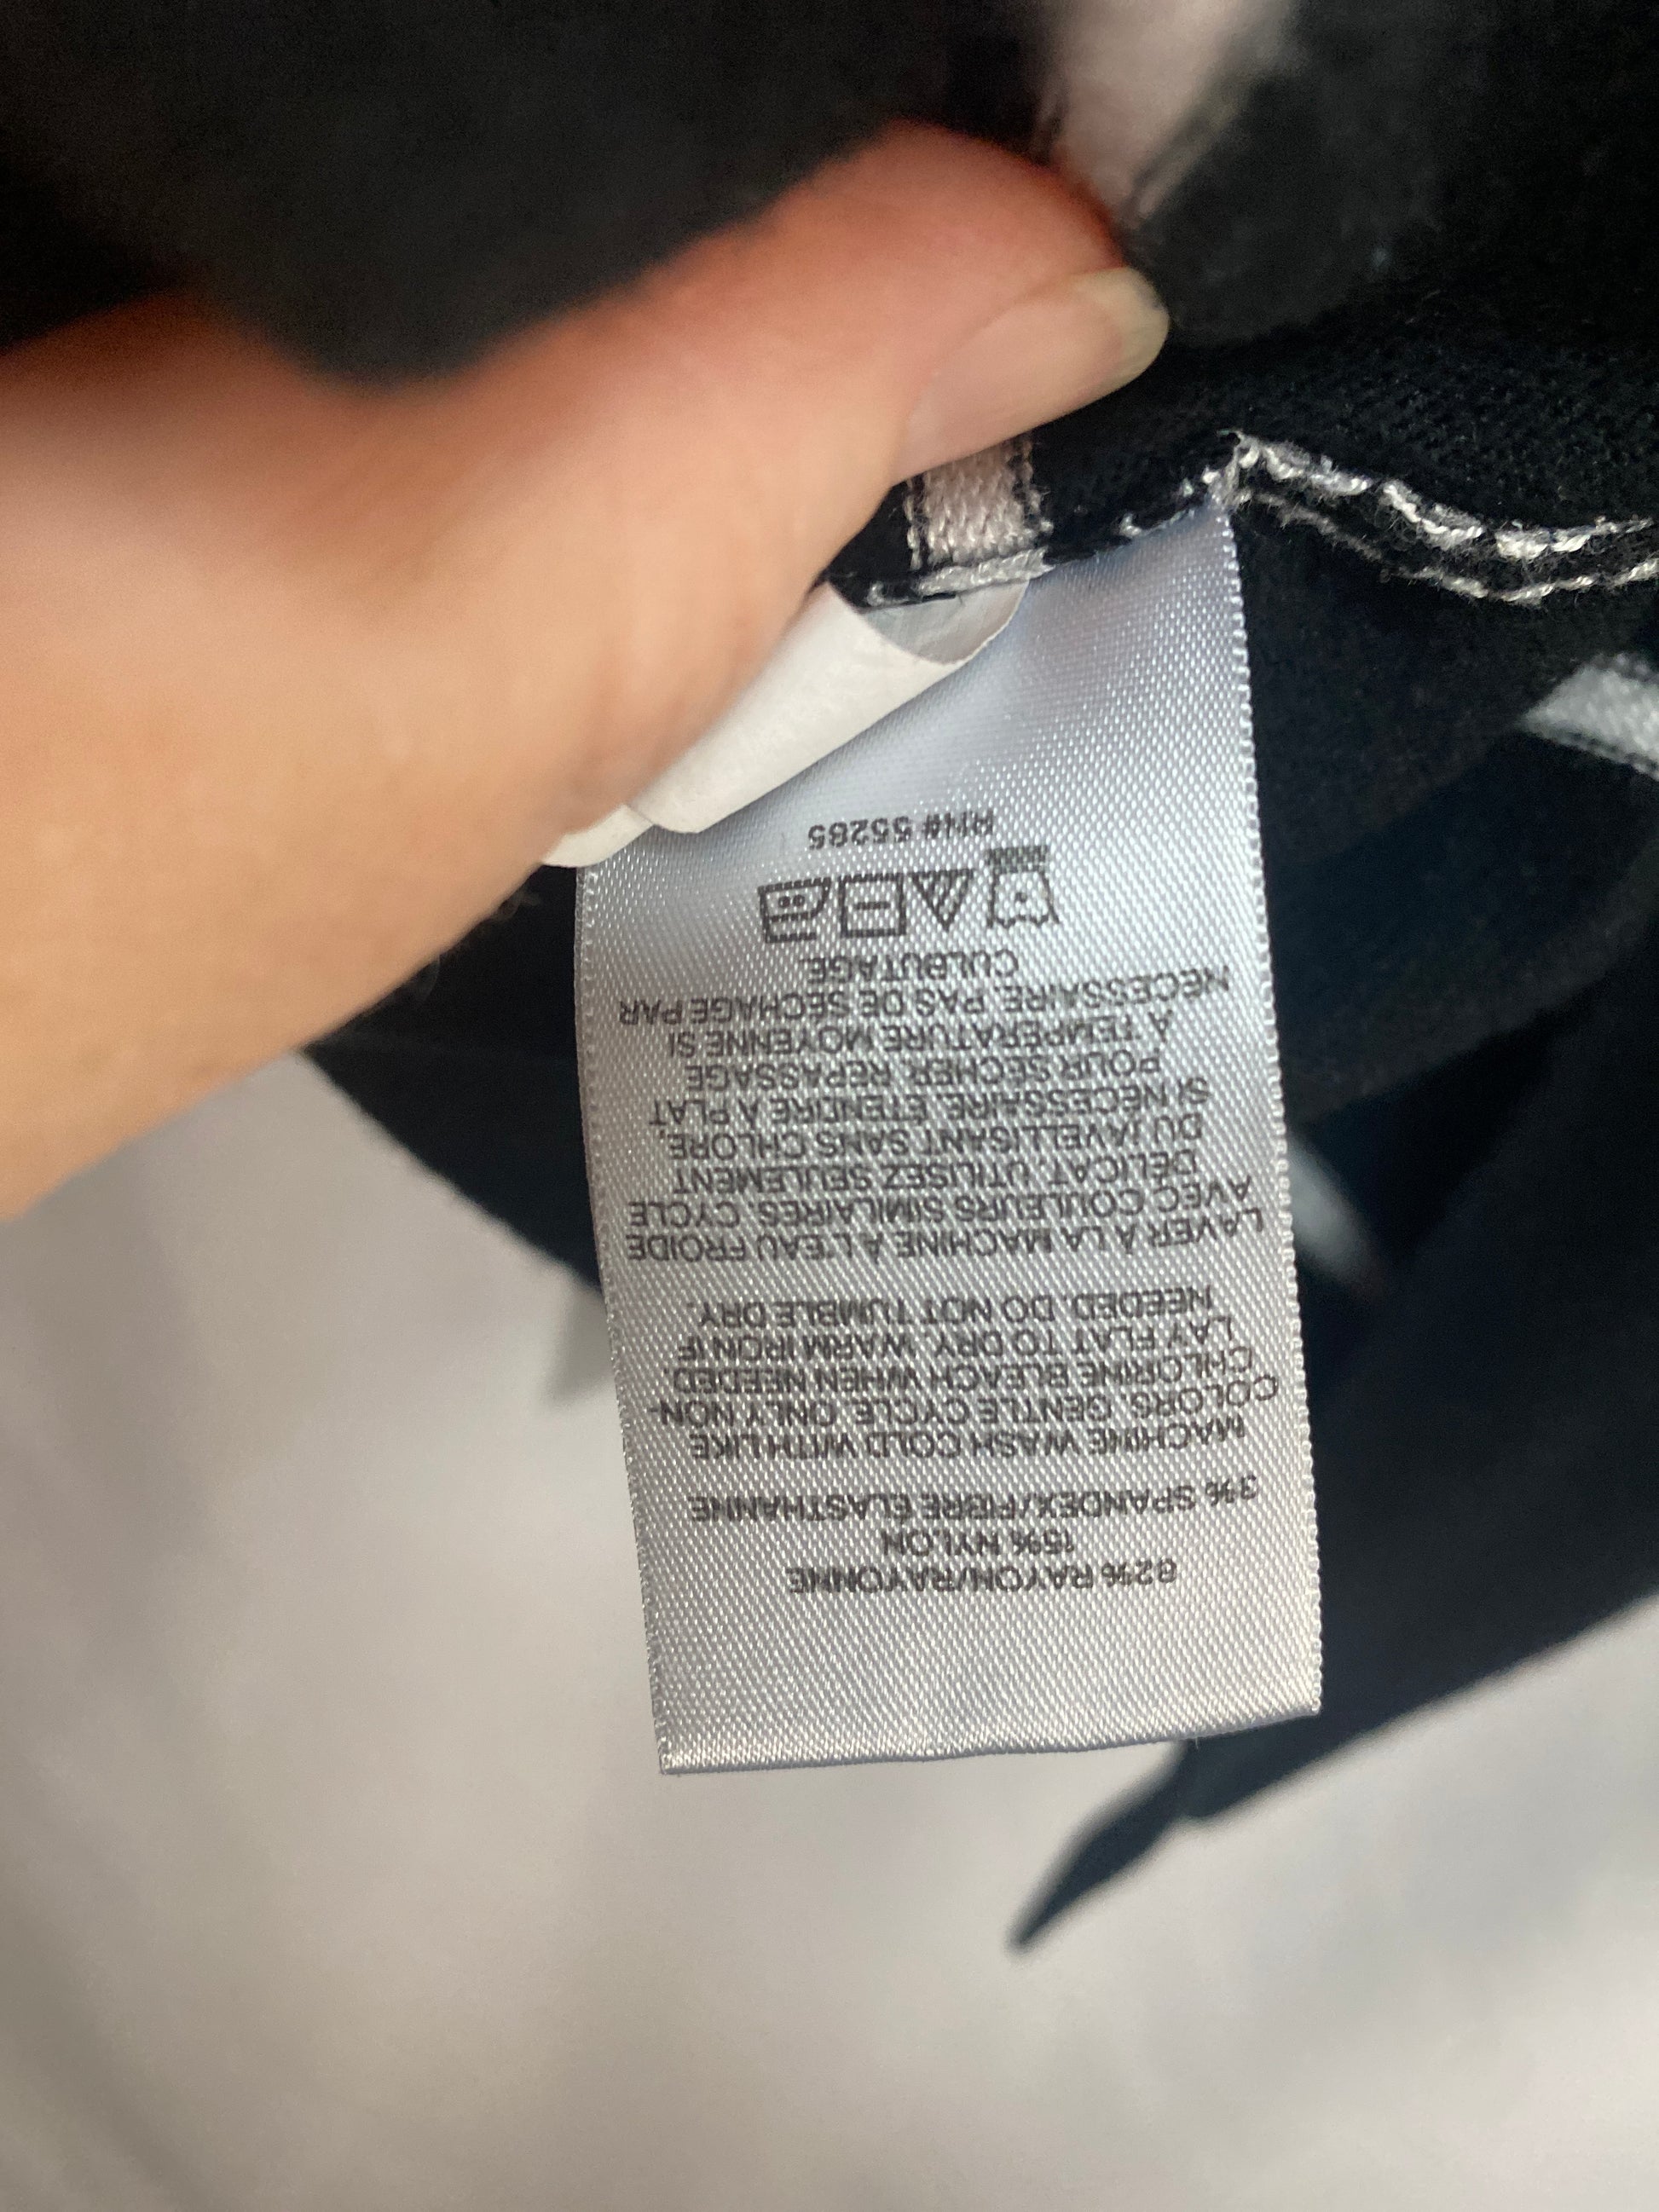 82% RAYON/RAYONNE
15% NYLON
3% SPANDEX/FIBRE ÉLASTHANNE
MACHINE WASH COLD WITH LIKE
COLORS. GENTLE CYCLE. ONLY NON-
CHLORINE BLEACH WHEN NEEDED
LAY FLAT TO DRY. WARM IRON IF
NEEDED. DO NOT TUMBLE DRY.
LAVER À LA MACHINE À L'EAU FROIDE
AVEC COULEURS SIMILAIRES. CYCLE
DÉLICAT. UTILISEZ SEULEMENT
DU JAVELLISANT SANS CHLORE.
SI NÉCESSAIRE. ÉTENDRE À PLAT
POUR SÉCHER REPASSAGE
À TEMPÉRATURE MOYENNE SI
NÉCESSAIRE. PAS DE SÉCHAGE PAR
CULBUTAGE.
RN# 55285